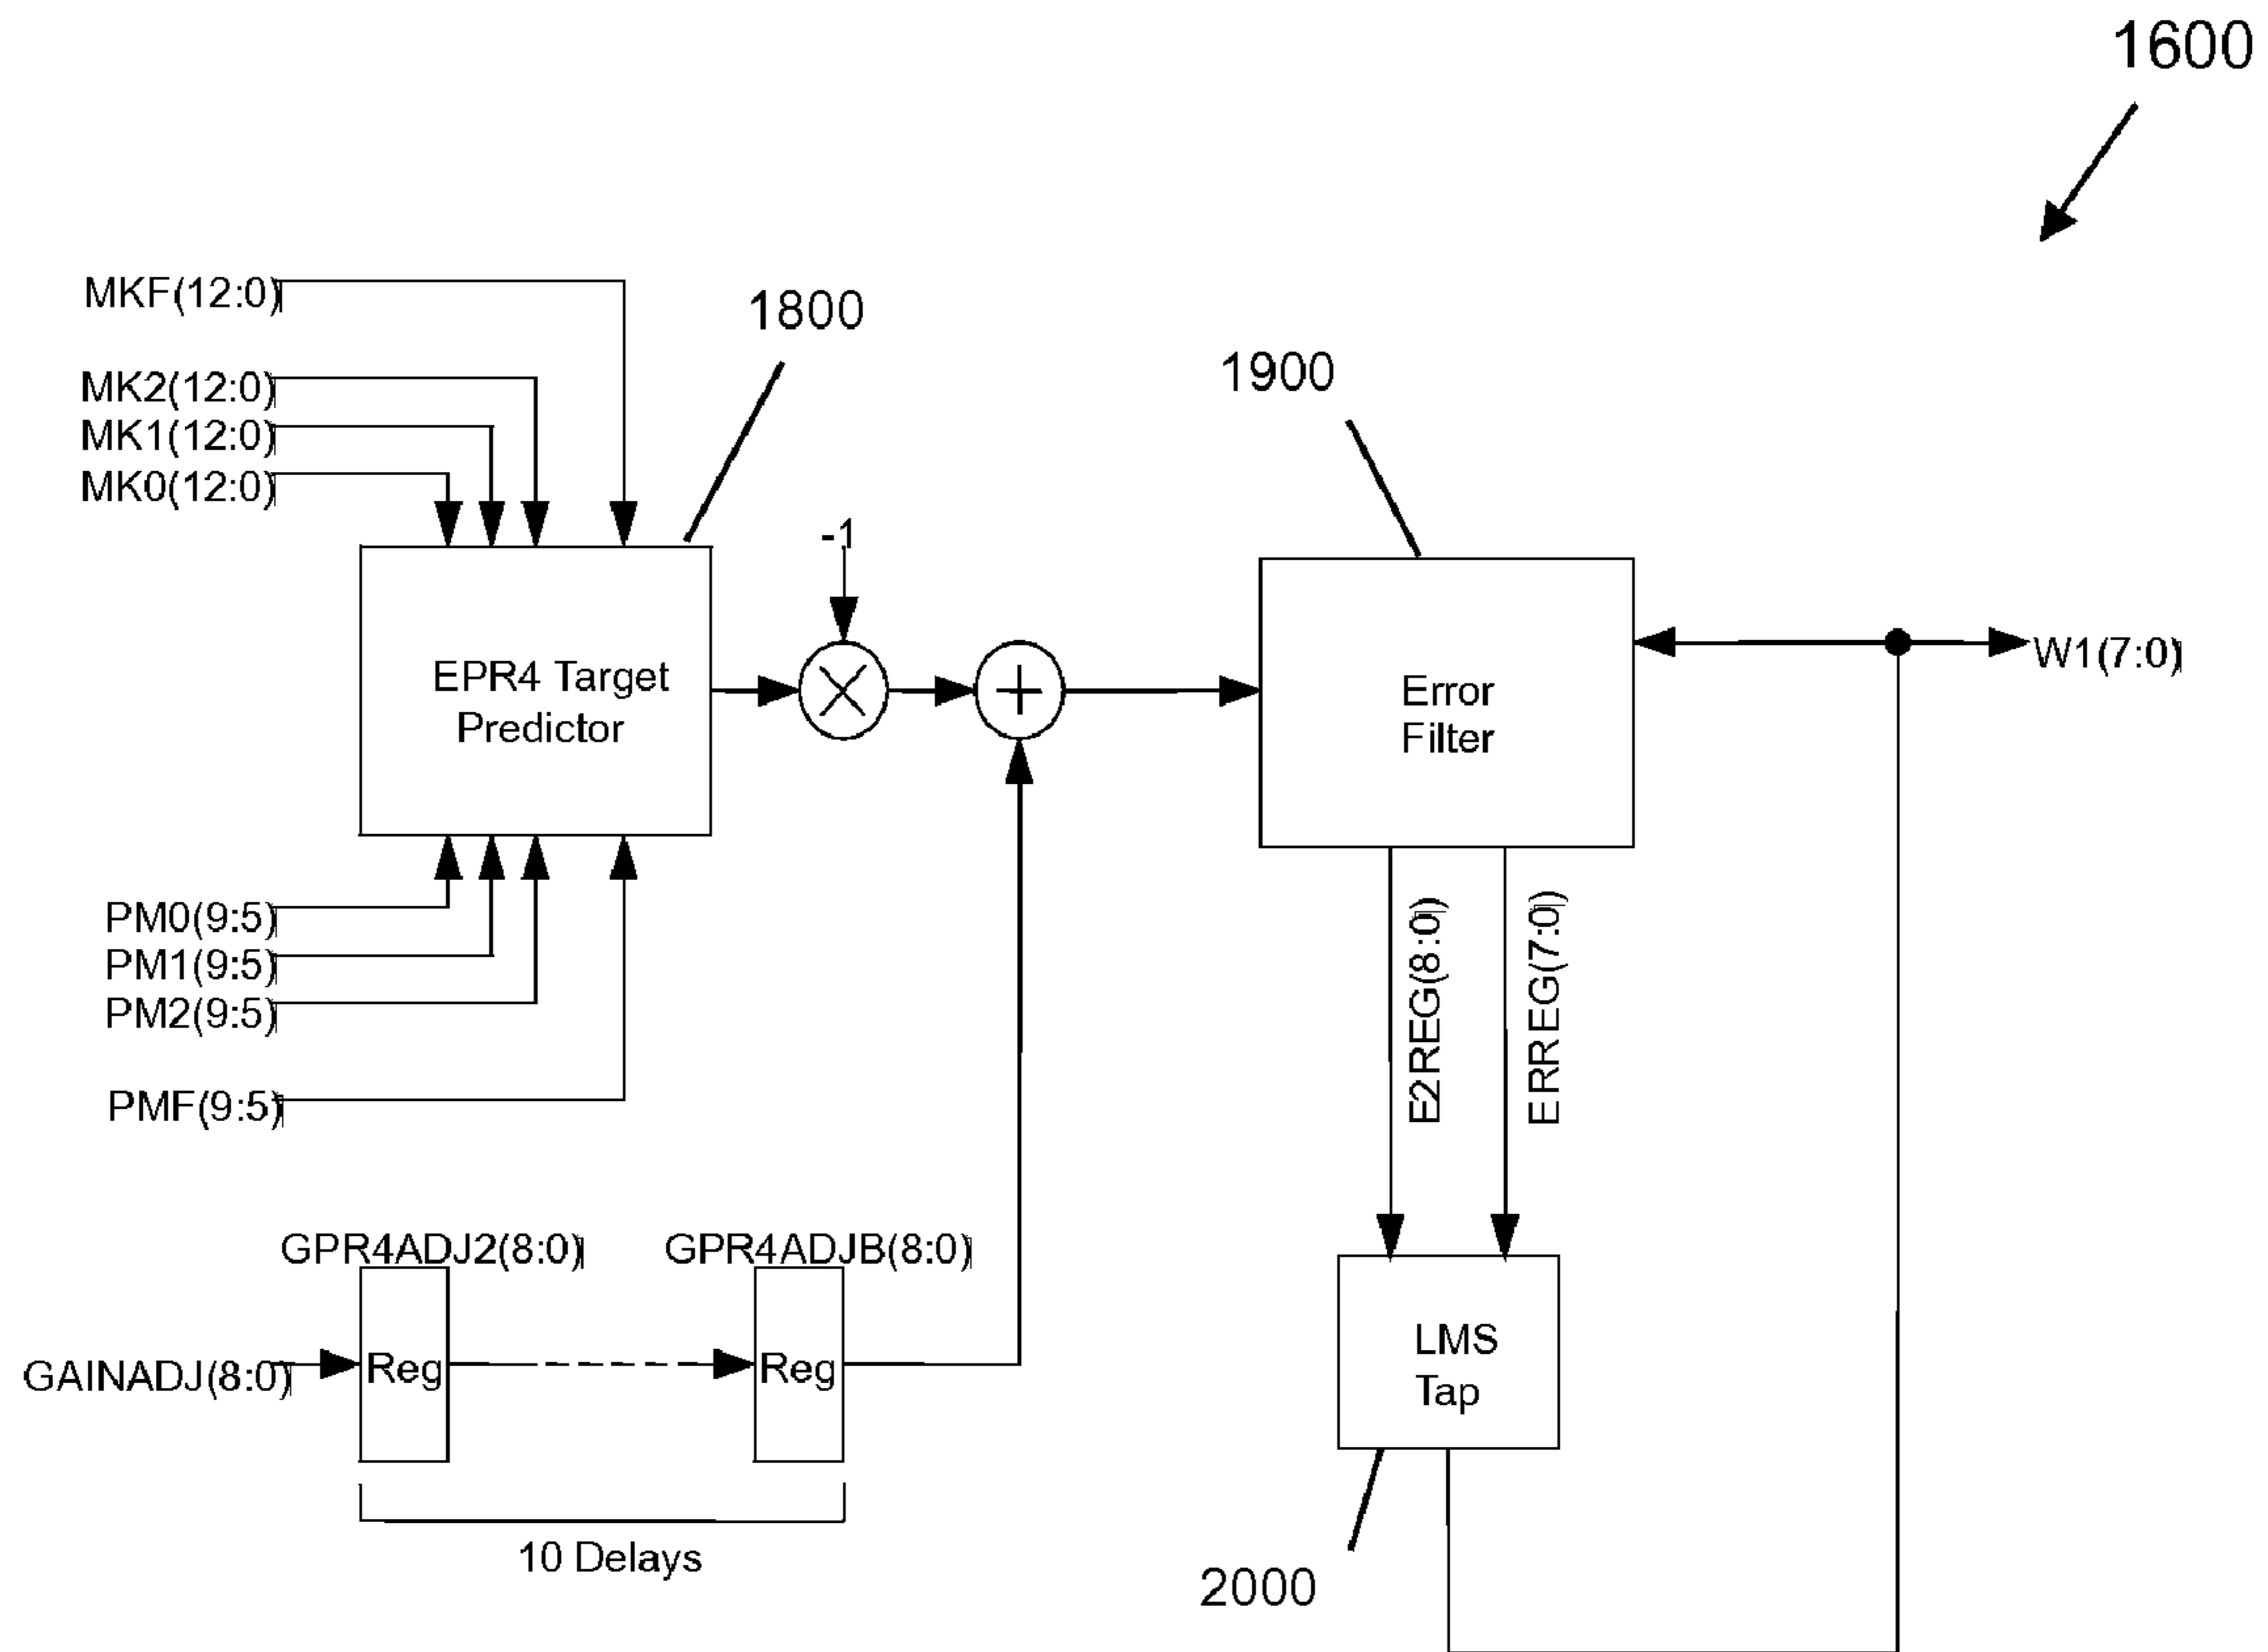 1600
MKF(12:0)
MK2(12:0)
MK1(12:0)
MK0(12:0)
1800
1900
-1
EPR4 Target
Predictor
Error
Filter
W1(7:0)
PM0(9:5)
PM1(9:5)
PM2(9:5)
PMF(9:5)
E2REG(8:0)
ERREG(7:0)
GPR4ADJ2(8:0)
GPR4ADJB(8:0)
GAINADJ(8:0)
Reg
Reg
LMS
Tap
10 Delays
2000